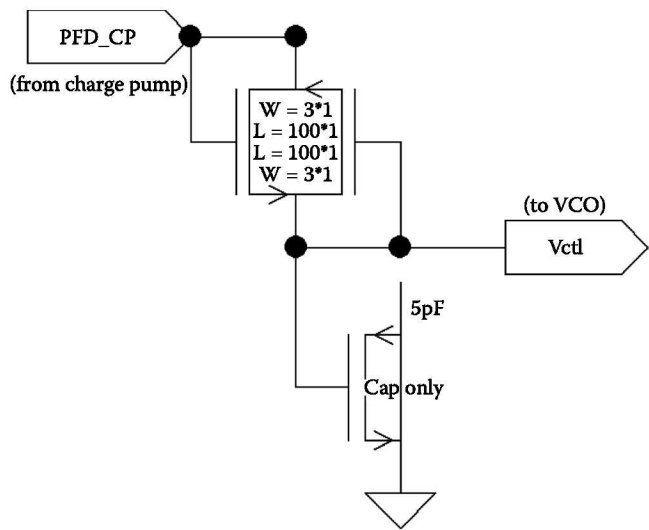 PFD_CP
(from charge pump)
W = 3*1
L = 100*1
L = 100*1
W = 3*1
(to VCO)
Vctl
5pF
Cap only